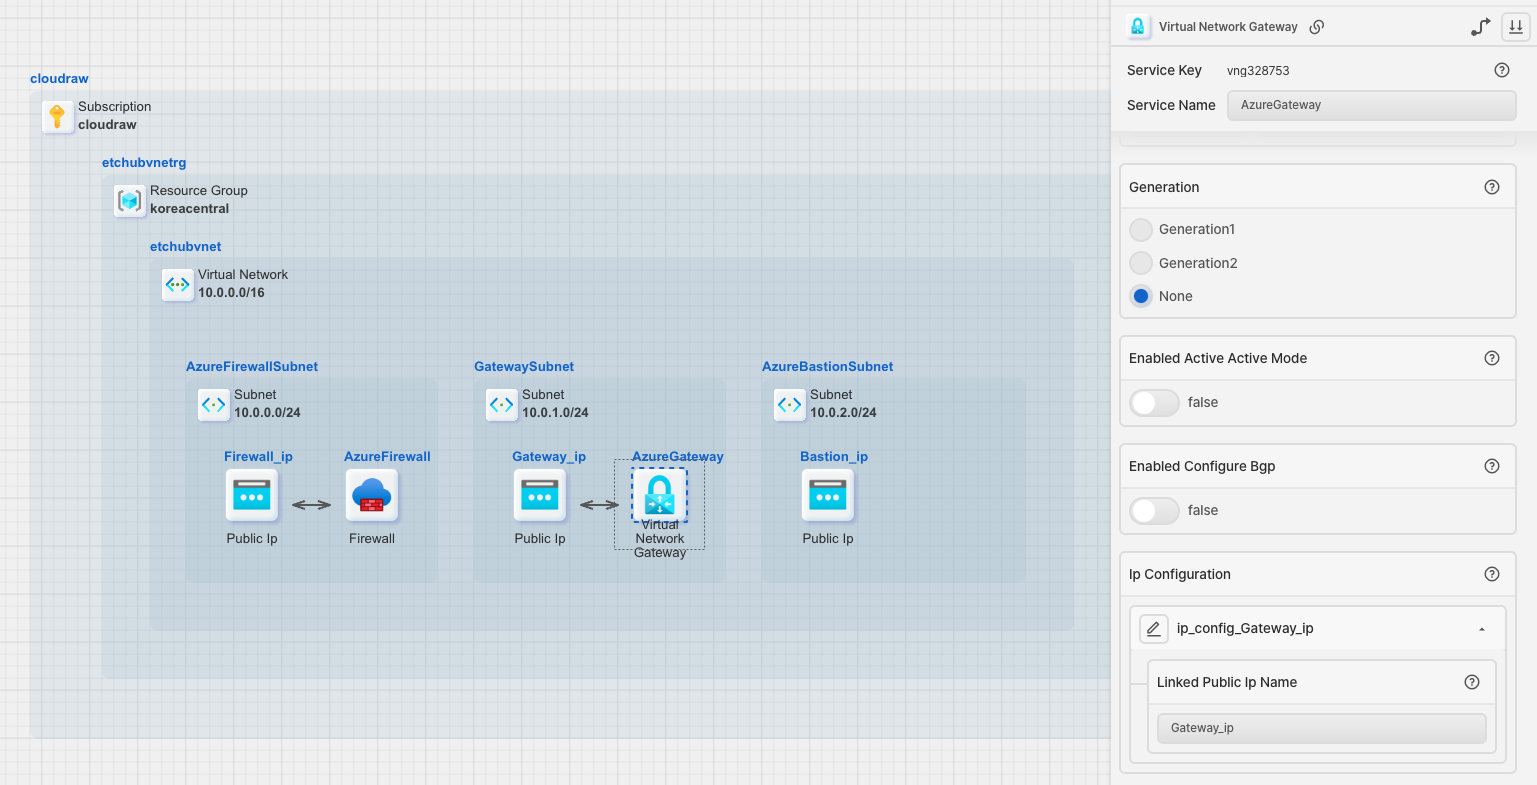 cloudraw
Subscription
cloudraw
etchubvnetrg
Resource Group
koreacentral
etchubvnet
Virtual Network
10.0.0.0/16
AzureFirewallSubnet
Subnet
10.0.0.0/24
Firewall_ip
Public Ip
AzureFirewall
Firewall
GatewaySubnet
Subnet
10.0.1.0/24
Gateway_ip
Public Ip
AzureGateway
Virtual
Network
Gateway
AzureBastionSubnet
Subnet
10.0.2.0/24
Bastion_ip
Public Ip
Virtual Network Gateway
Service Key vng328753
Service Name AzureGateway
Generation
Generation1
Generation2
None
Enabled Active Active Mode
false
Enabled Configure Bgp
false
Ip Configuration
ip_config_Gateway_ip
Linked Public Ip Name
Gateway_ip